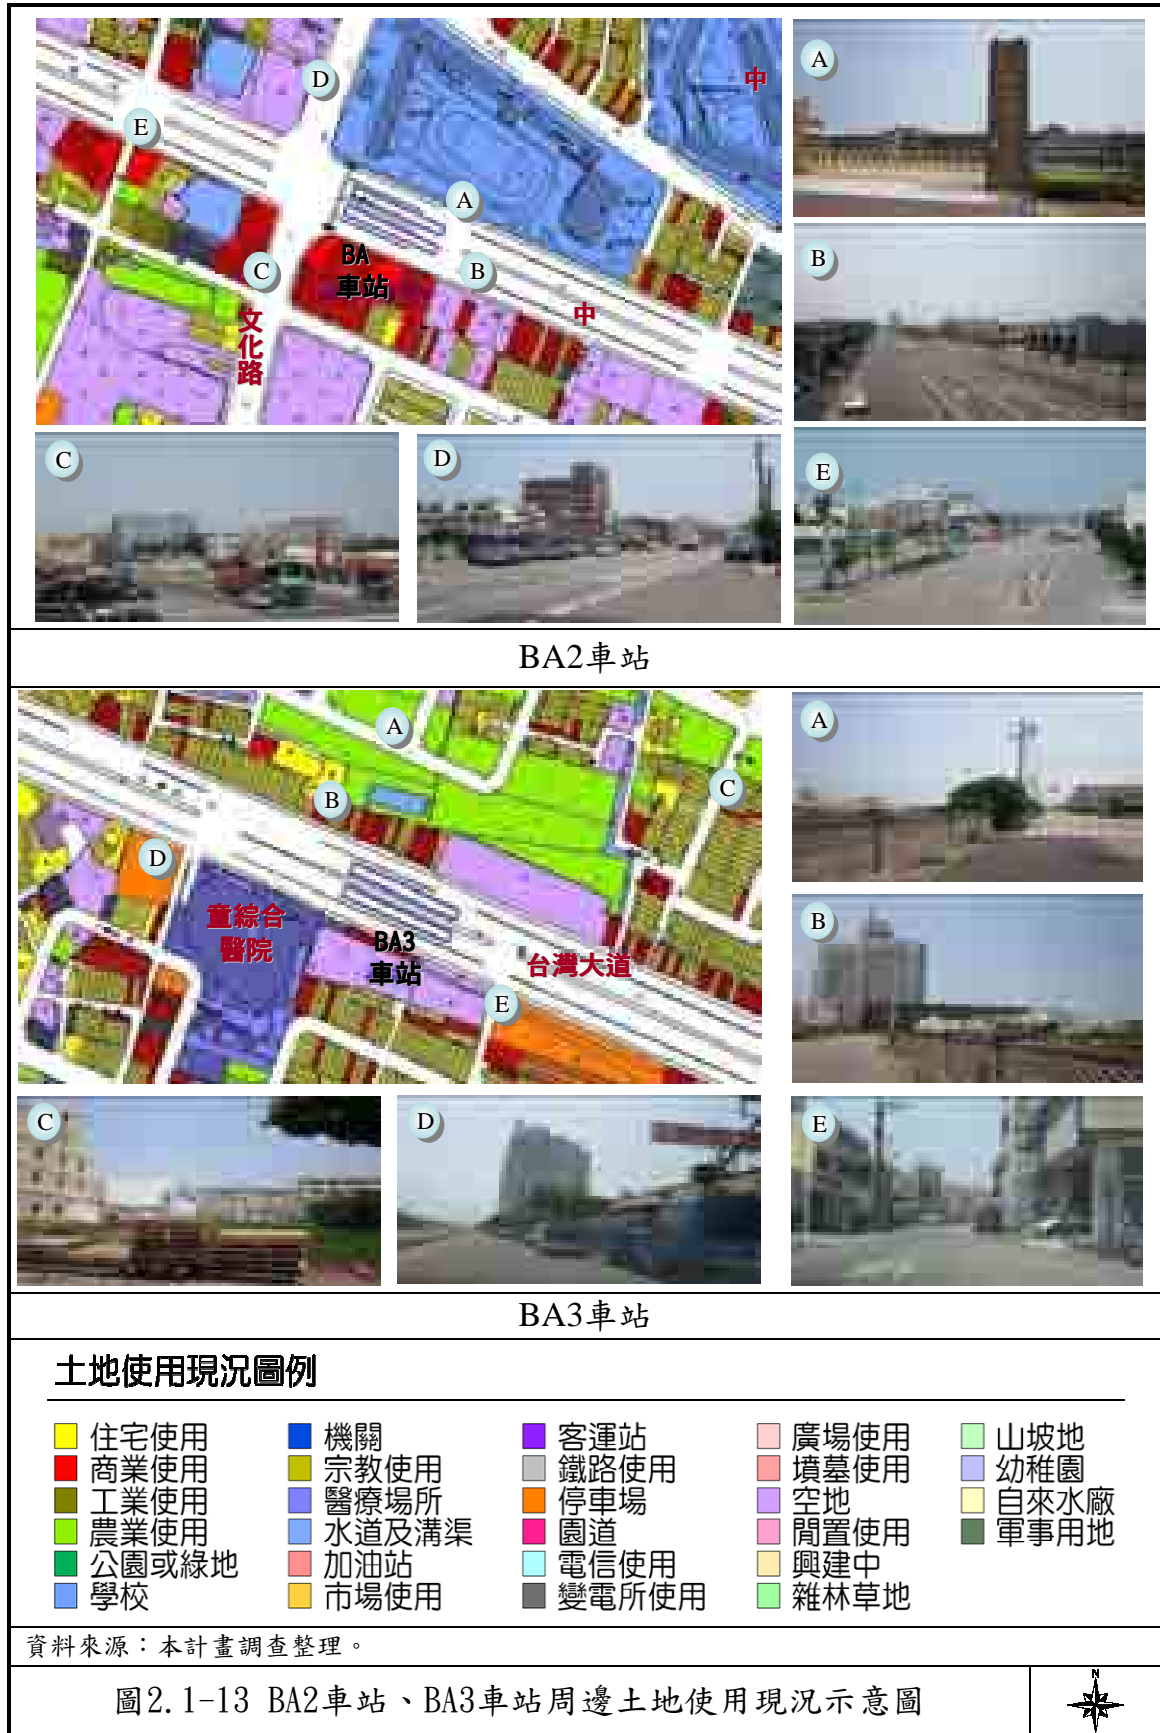 D
中
E
A
BA
車站
B
C
中
文化路
A
B
C
D
E
BA2車站
A
C
B
D
童綜合
醫院
BA3
車站
台灣大道
E
A
B
C
D
E
BA3車站
土地使用現況圖例
住宅使用
商業使用
工業使用
農業使用
公園或綠地
學校
機關
宗教使用
醫療場所
水道及溝渠
加油站
市場使用
客運站
鐵路使用
停車場
園道
電信使用
變電所使用
廣場使用
墳墓使用
空地
閒置使用
興建中
雜林草地
山坡地
幼稚園
自來水廠
軍事用地
資料來源：本計畫調查整理。
圖2.1-13 BA2車站、BA3車站周邊土地使用現況示意圖
N